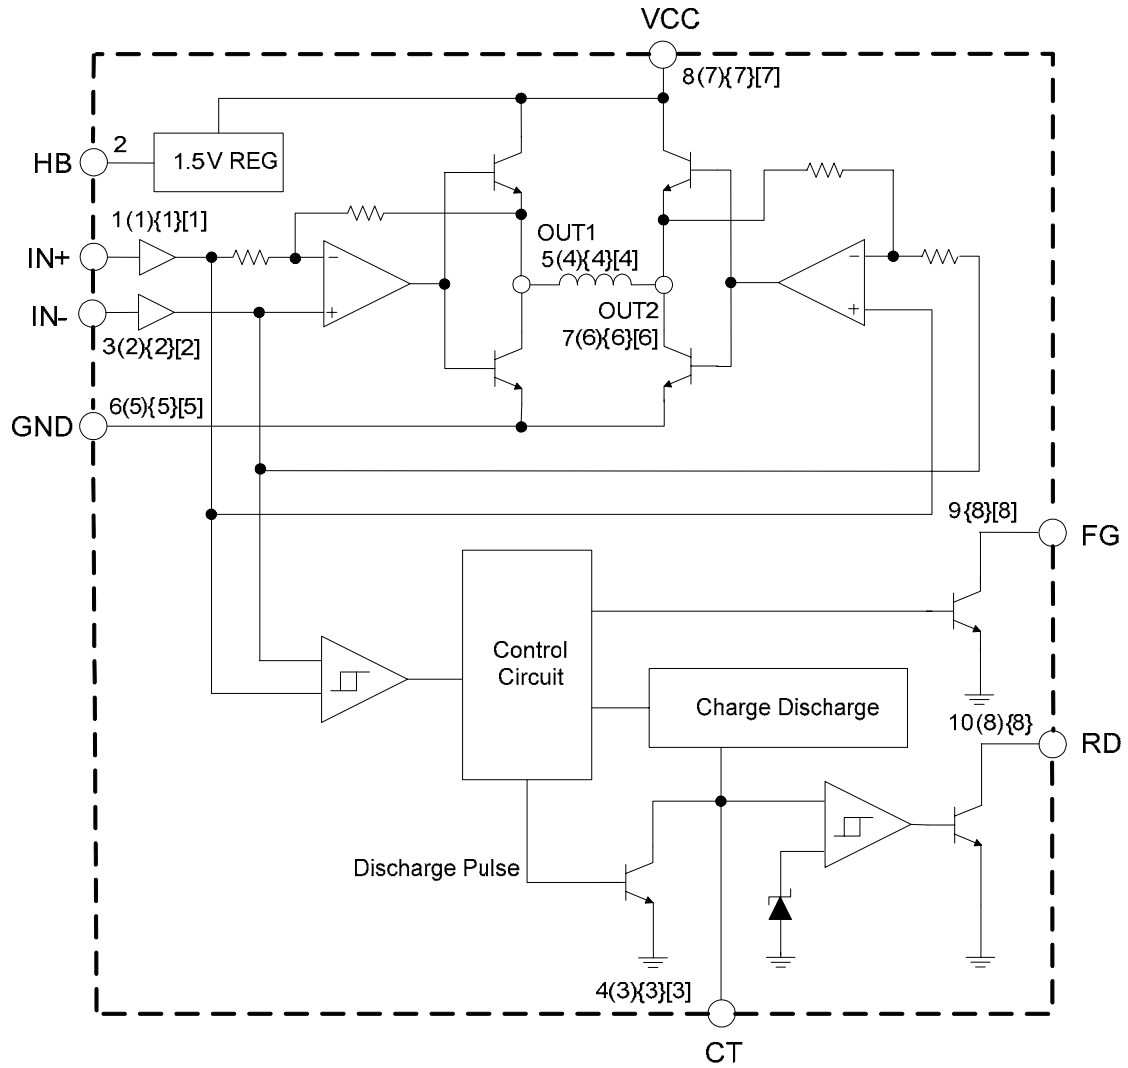 VCC
8(7){7}[7]
HB
2
1.5V REG
1(1){1}[1]
IN+
OUT1
5(4){4}[4]
−
−
IN-
+
+
OUT2
3(2){2}[2]
7(6){6}[6]
GND
6(5){5}[5]
9{8}[8]
FG
Control
Circuit
Charge Discharge
10(8){8}
RD
Discharge Pulse
4(3){3}[3]
CT